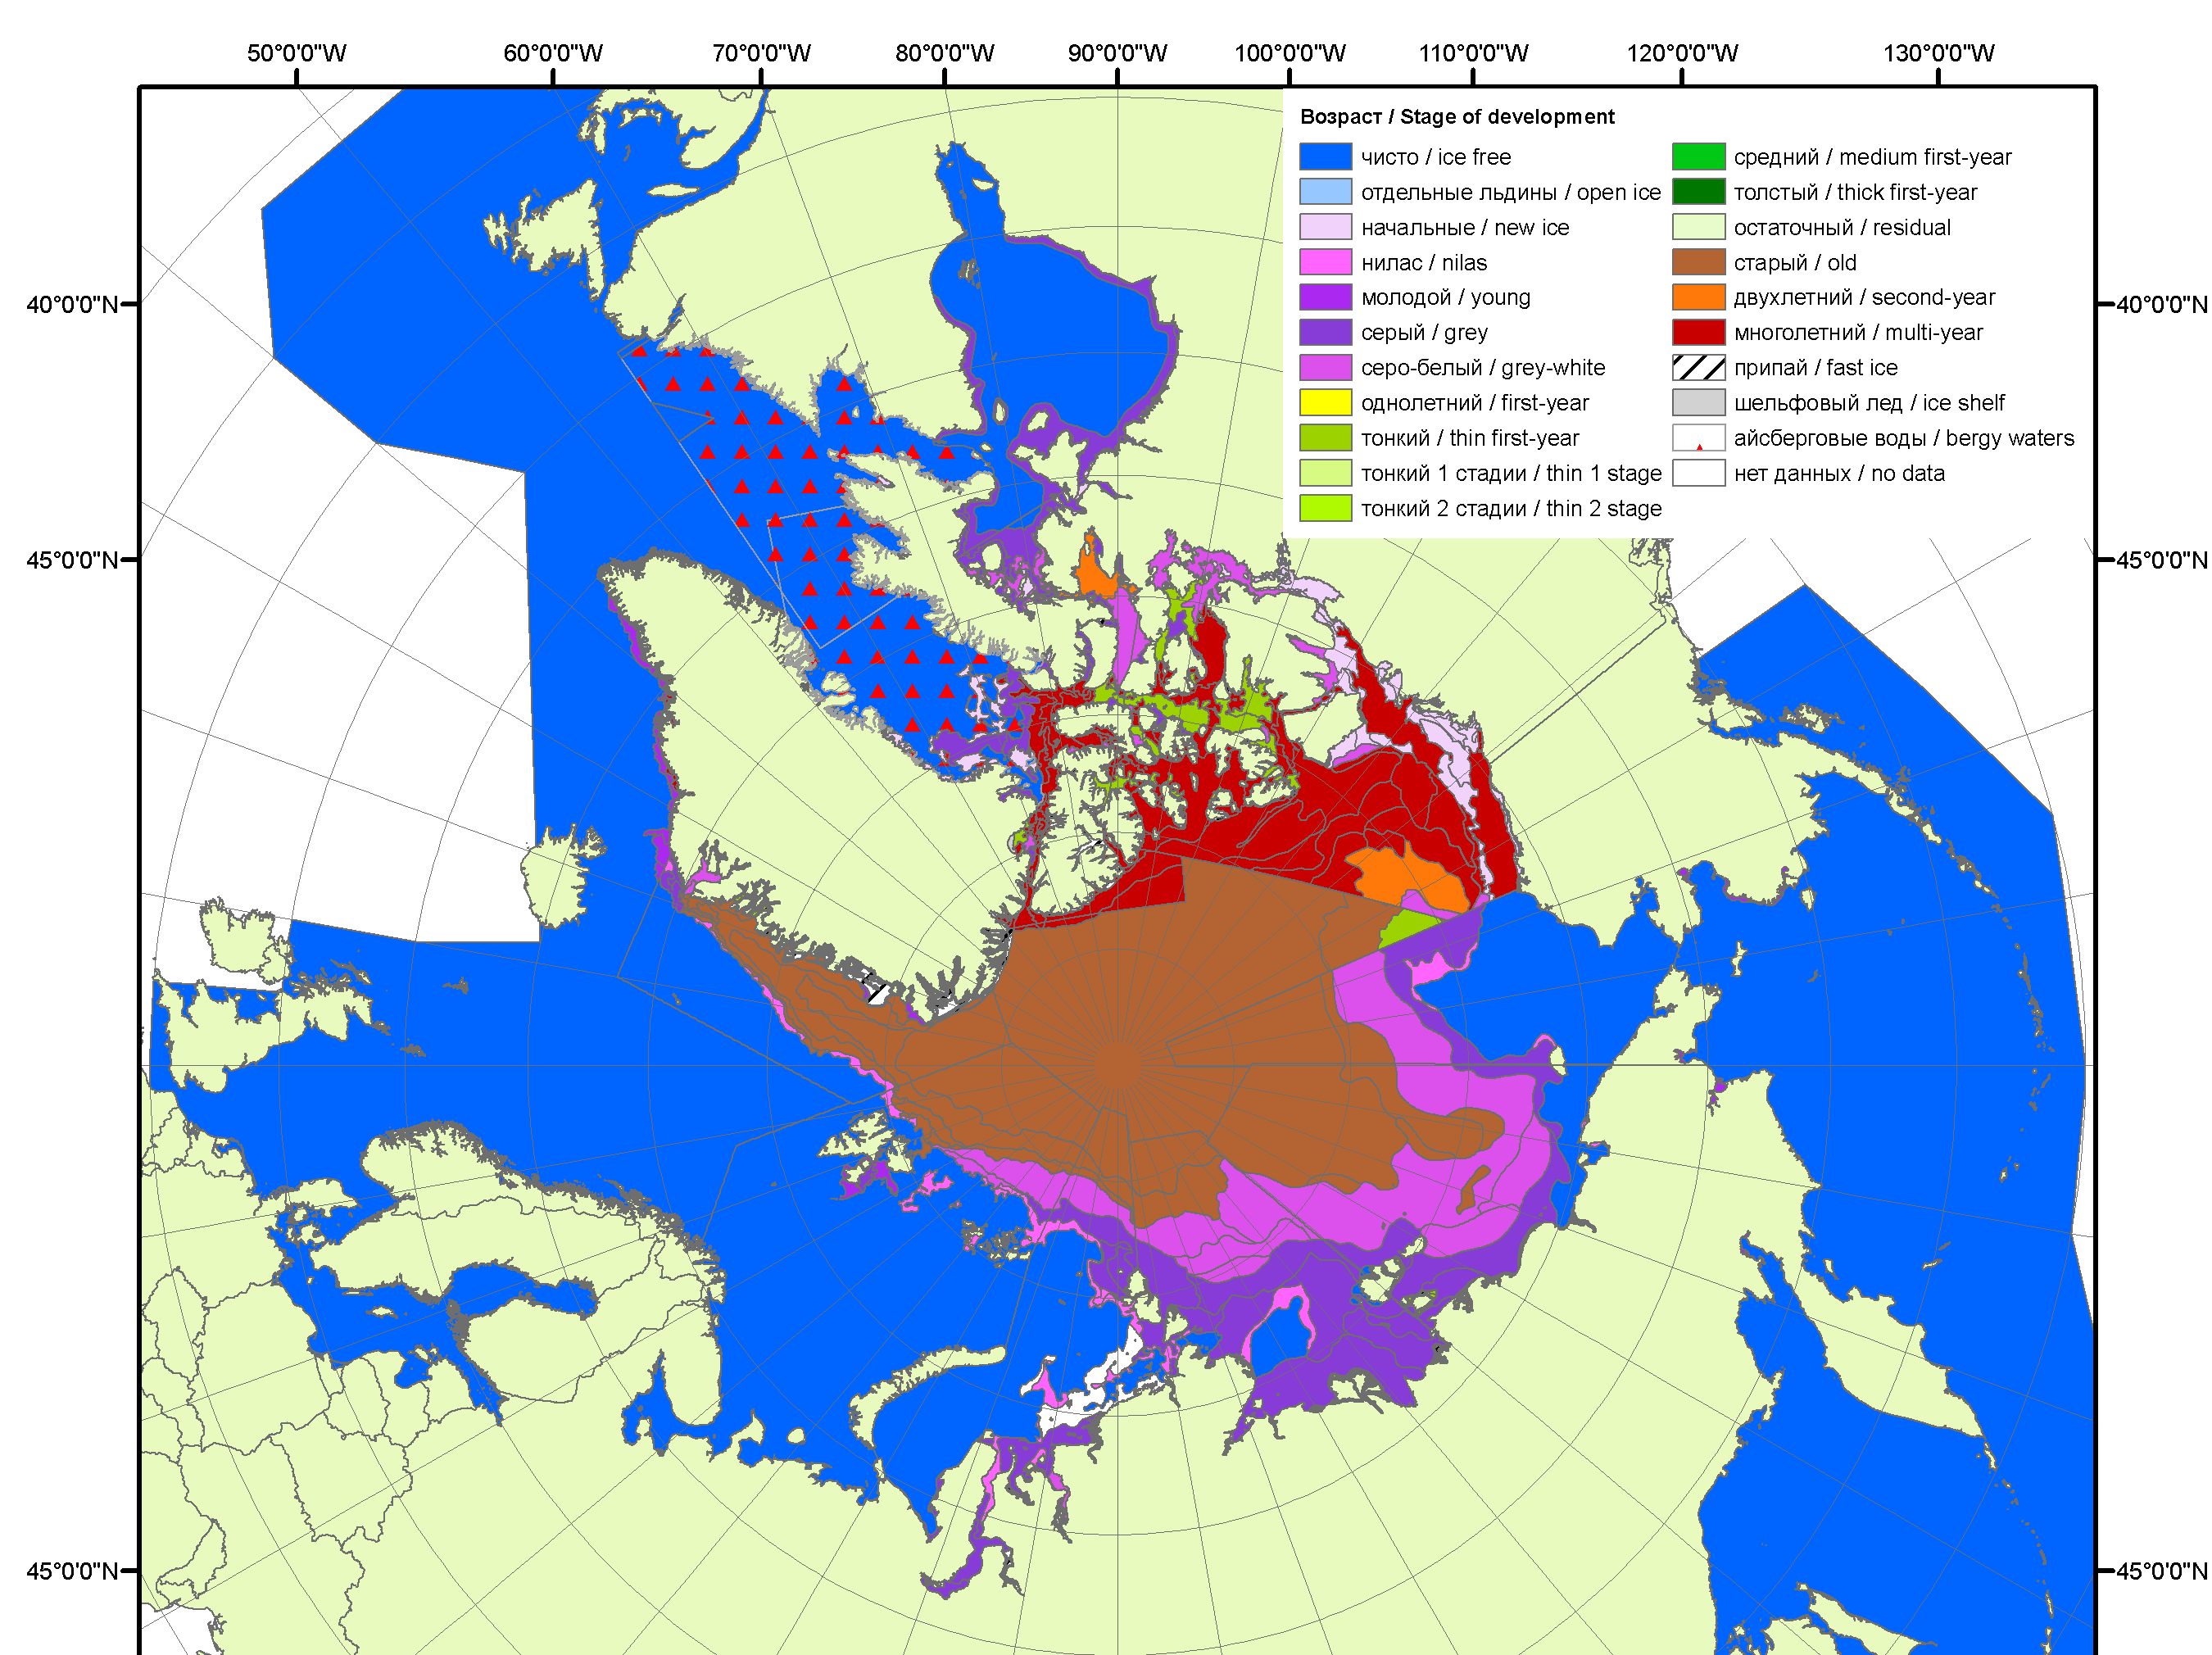 50°0'0"W 60°0'0"W 70°0'0"W 80°0'0"W 90°0'0"W 100°0'0"W 110°0'0"W 120°0'0"W 130°0'0"W
Возраст / Stage of development
чисто / ice free
отдельные льдины / open ice
начальные / new ice
нилас / nilas
молодой / young
серый / grey
серо-белый / grey-white
однолетний / first-year
тонкий / thin first-year
тонкий 1 стадии / thin 1 stage
тонкий 2 стадии / thin 2 stage
средний / medium first-year
толстый / thick first-year
остаточный / residual
старый / old
двухлетний / second-year
многолетний / multi-year
припай / fast ice
шельфовый лед / ice shelf
айсберговые воды / bergy waters
нет данных / no data
40°0'0"N 40°0'0"N
45°0'0"N 45°0'0"N
45°0'0"N 45°0'0"N